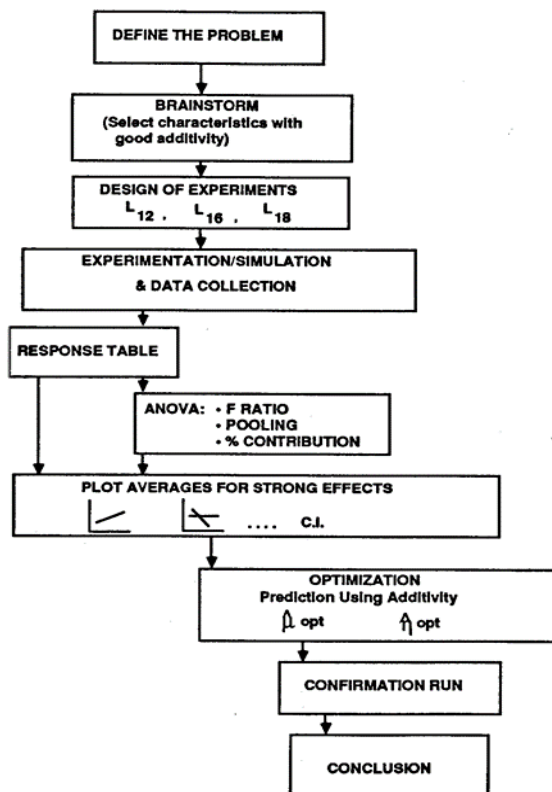 DEFINE THE PROBLEM
BRAINSTORM
(Select characteristics with
good additivity)
DESIGN OF EXPERIMENTS
L12 , L16 , L18
EXPERIMENTATION/SIMULATION
& DATA COLLECTION
RESPONSE TABLE
ANOVA: • F RATIO
• POOLING
• % CONTRIBUTION
PLOT AVERAGES FOR STRONG EFFECTS
.... C.I.
OPTIMIZATION
Prediction Using Additivity
μ̂ opt η̂ opt
CONFIRMATION RUN
CONCLUSION